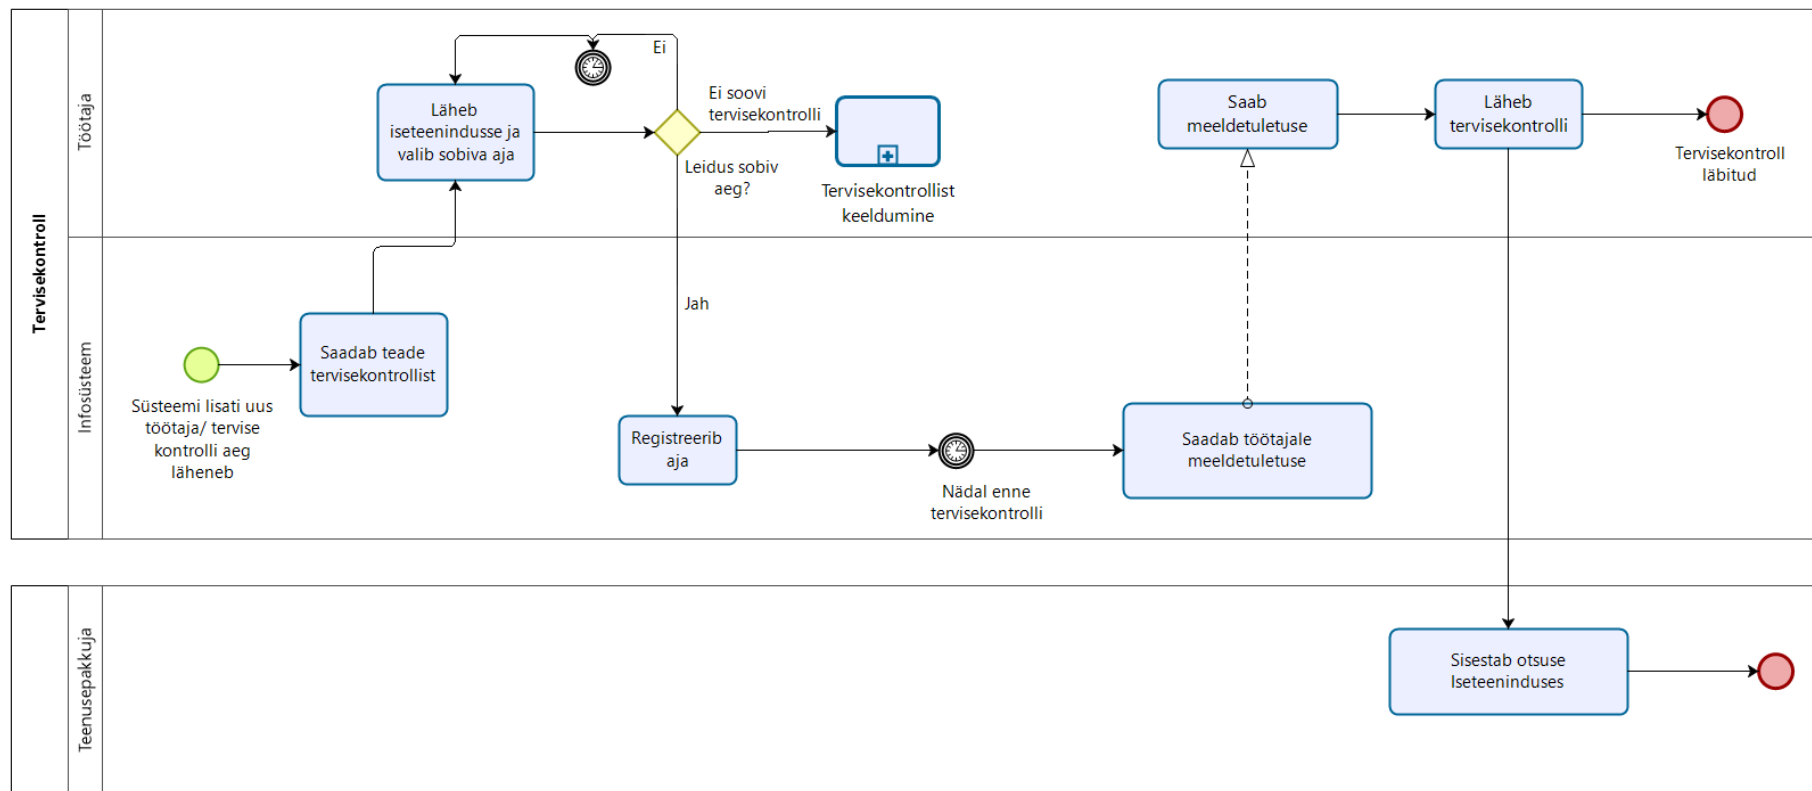 Tervisekontroll
Töötaja
Läheb
iseteenindusse ja
valib sobiva aja
Ei
Ei soovi
tervisekontrolli
Leidus sobiv
aeg?
Tervisekontrollist
keeldumine
Saab
meeldetuletuse
Läheb
tervisekontrolli
Tervisekontroll
läbitud
Infosüsteem
Süsteemi lisati uus
töötaja/ tervise
kontrolli aeg
läheneb
Saadab teade
tervisekontrollist
Jah
Registreerib
aja
Nädal enne
tervisekontrolli
Saadab töötajale
meeldetuletuse
Teenusepakkuja
Sisestab otsuse
Iseteeninduses